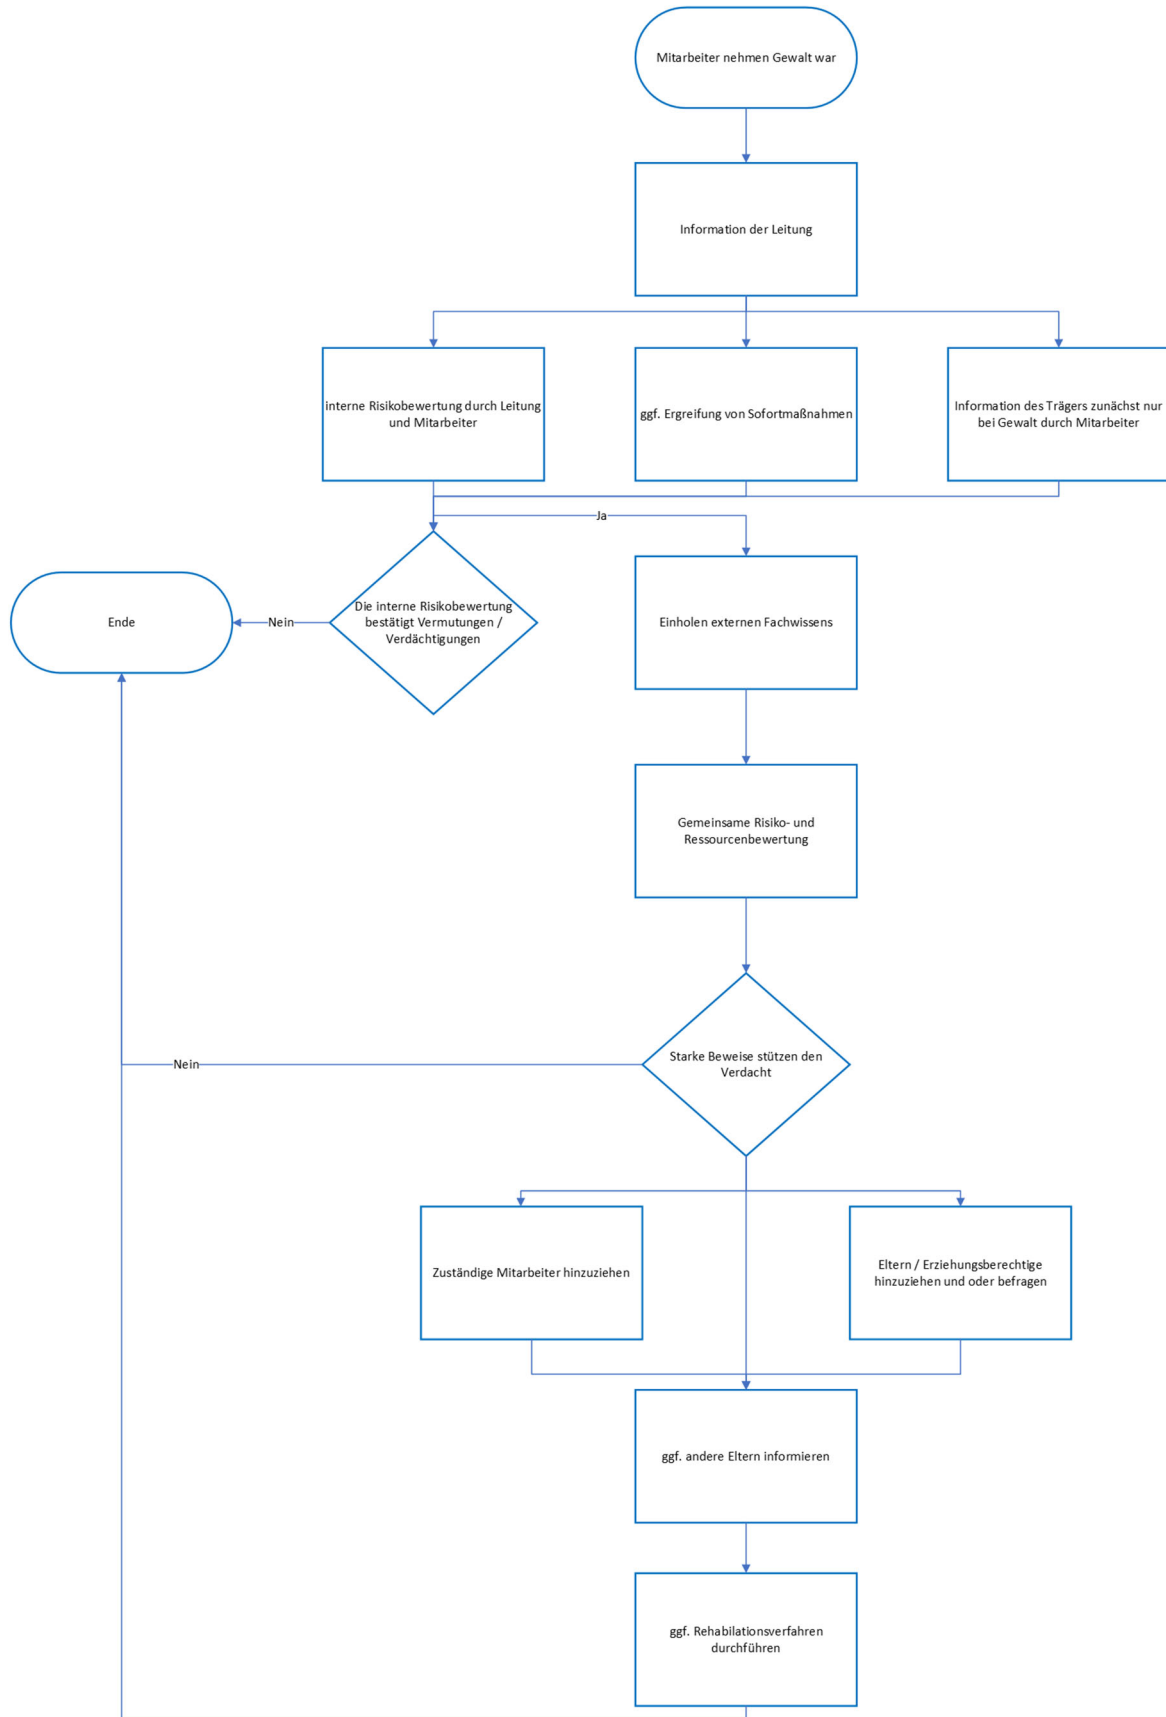 Mitarbeiter nehmen Gewalt war
Information der Leitung
interne Risikobewertung durch Leitung
und Mitarbeiter
ggf. Ergreifung von Sofortmaßnahmen
Information des Trägers zunächst nur
bei Gewalt durch Mitarbeiter
Ja
Ende
Nein
Die interne Risikobewertung
bestätigt Vermutungen /
Verdächtigungen
Einholen externen Fachwissens
Gemeinsame Risiko- und
Ressourcenbewertung
Nein
Starke Beweise stützen den
Verdacht
Zuständige Mitarbeiter hinzuziehen
Eltern / Erziehungsberechtige
hinzuziehen und oder befragen
ggf. andere Eltern informieren
ggf. Rehabilationsverfahren
durchführen